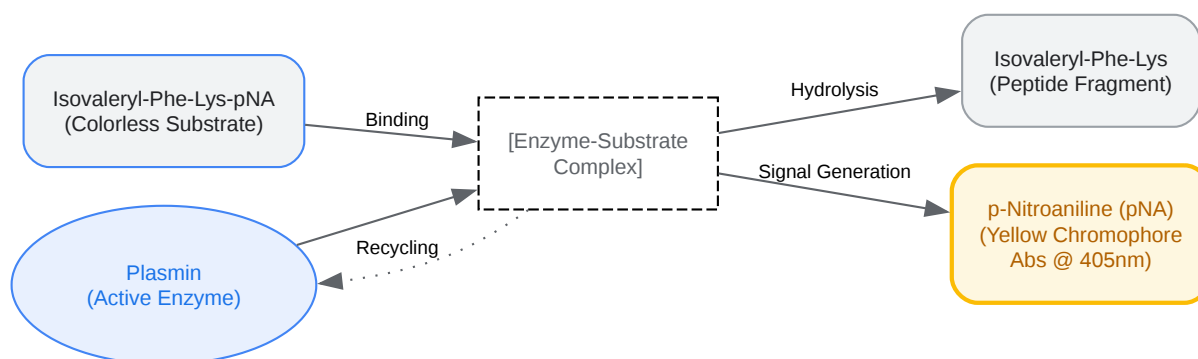 Isovaleryl-Phe-Lys-pNA
(Colorless Substrate)
Binding
Plasmin
(Active Enzyme)
Recycling
[Enzyme-Substrate
Complex]
Hydrolysis
Isovaleryl-Phe-Lys
(Peptide Fragment)
Signal Generation
p-Nitroaniline (pNA)
(Yellow Chromophore
Abs @ 405nm)